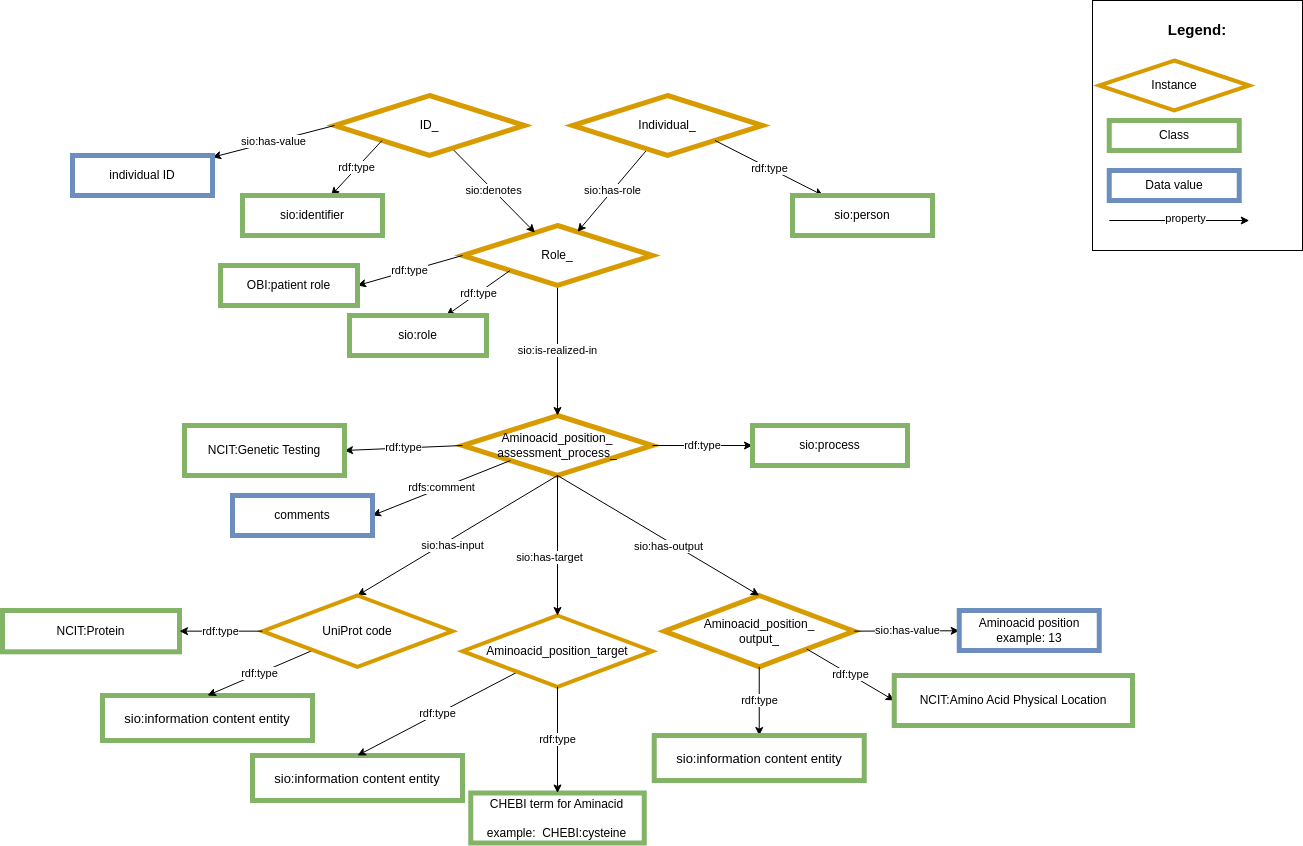 Legend:
Instance
Class
Data value
property
ID_
Individual_
sio:has-value
rdf:type
rdf:type
individual ID
sio:denotes
sio:has-role
sio:identifier
sio:person
Role_
rdf:type
OBI:patient role
rdf:type
sio:role
sio:is-realized-in
Aminoacid_position_
assessment_process_
NCIT:Genetic Testing
rdf:type
rdf:type
sio:process
rdfs:comment
comments
sio:has-input
sio:has-target
sio:has-output
NCIT:Protein
rdf:type
UniProt code
Aminoacid_position_target
Aminoacid_position_
output_
sio:has-value
Aminoacid position
example: 13
rdf:type
rdf:type
NCIT:Amino Acid Physical Location
rdf:type
rdf:type
sio:information content entity
rdf:type
sio:information content entity
sio:information content entity
CHEBI term for Aminacid
example:  CHEBI:cysteine